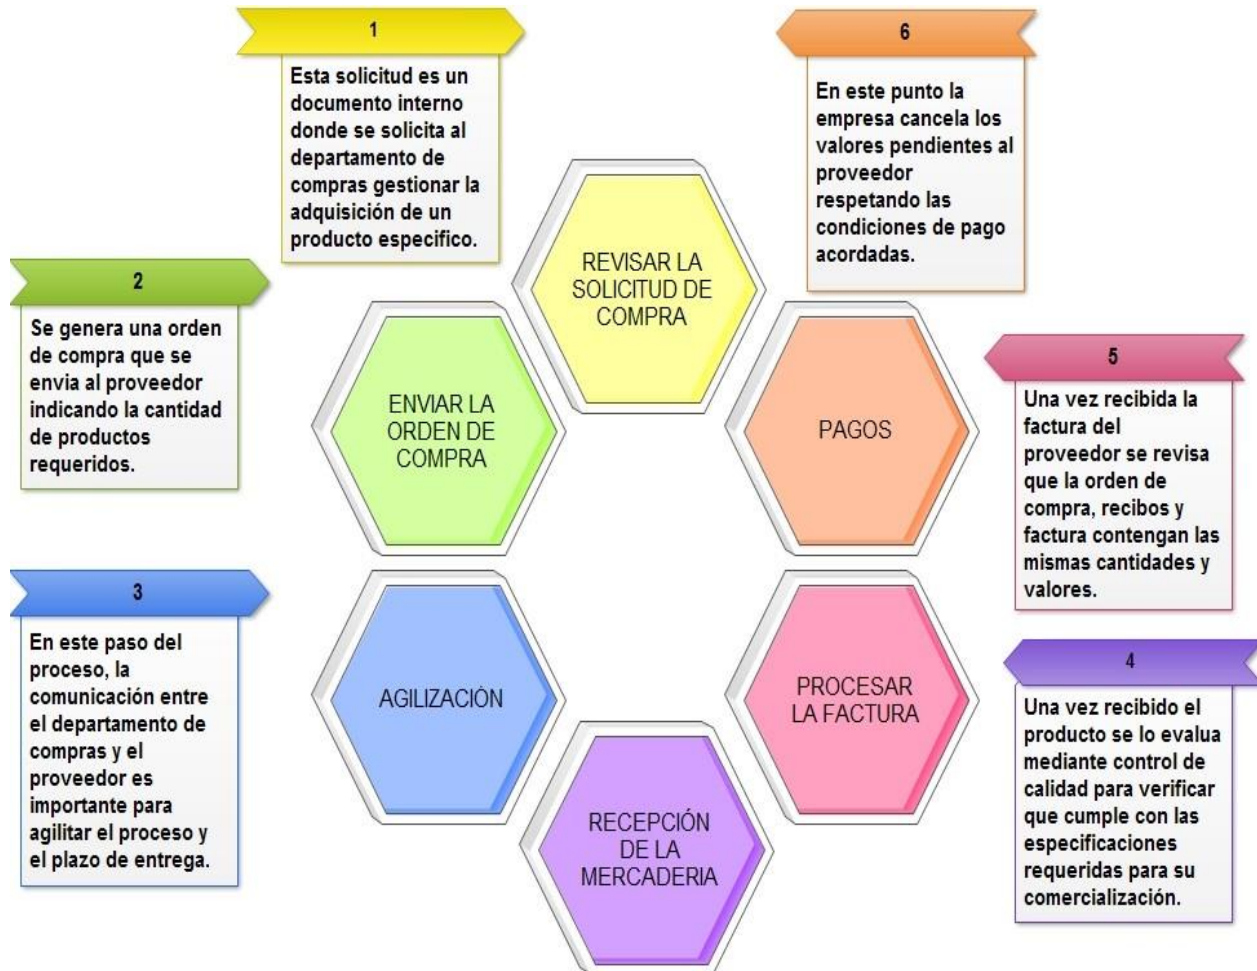 1
Esta solicitud es un
documento interno
donde se solicita al
departamento de
compras gestionar la
adquisición de un
producto especifico.
2
Se genera una orden
de compra que se
envia al proveedor
indicando la cantidad
de productos
requeridos.
3
En este paso del
proceso, la
comunicación entre
el departamento de
compras y el
proveedor es
importante para
agilitar el proceso y
el plazo de entrega.
REVISAR LA
SOLICITUD DE
COMPRA
ENVIAR LA
ORDEN DE
COMPRA
AGILIZACIÓN
RECEPCIÓN
DE LA
MERCADERIA
PROCESAR
LA FACTURA
PAGOS
6
En este punto la
empresa cancela los
valores pendientes al
proveedor
respetando las
condiciones de pago
acordadas.
5
Una vez recibida la
factura del
proveedor se revisa
que la orden de
compra, recibos y
factura contengan las
mismas cantidades y
valores.
4
Una vez recibido el
producto se lo evalua
mediante control de
calidad para verificar
que cumple con las
especificaciones
requeridas para su
comercialización.